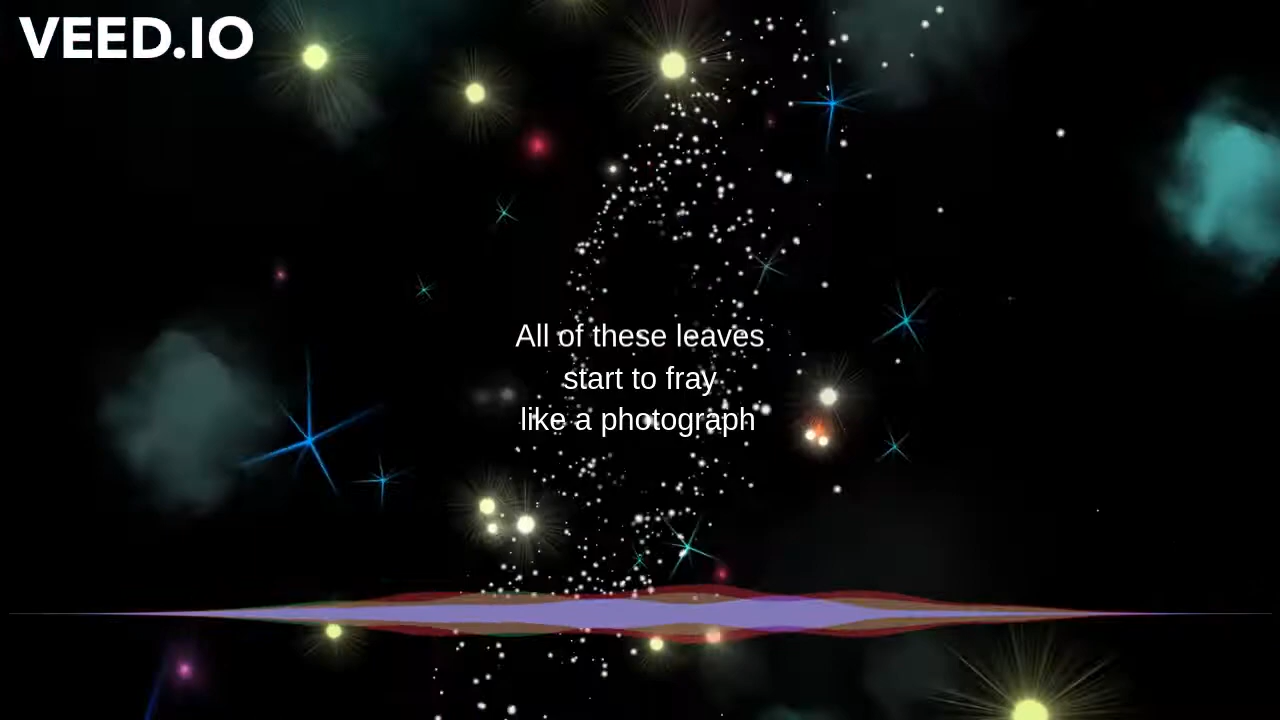 VEED.IO
All of these leaves
start to fray
like a photograph